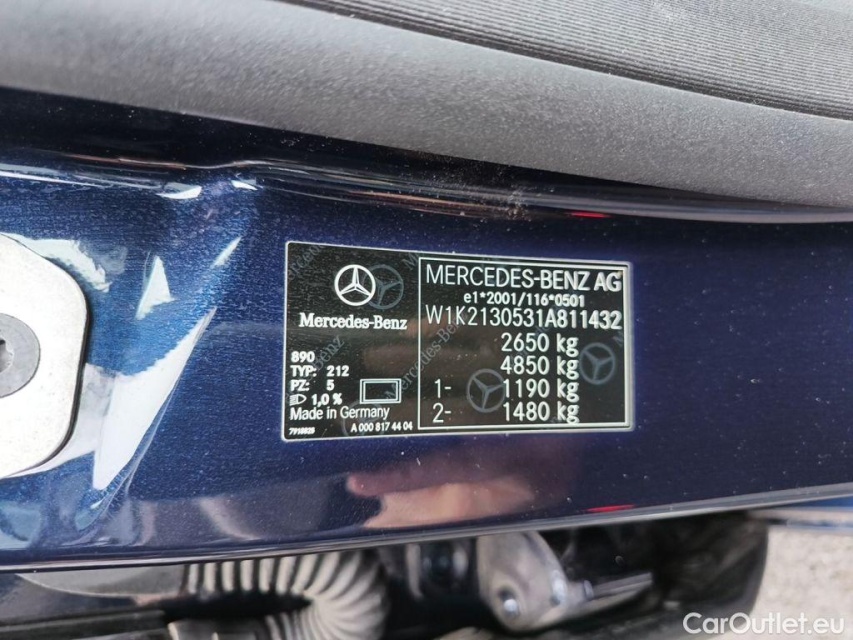 MERCEDES-BENZ AG
e1*2001/116*0501
W1K2130531A811432
2650 kg
4850 kg
1- 1190 kg
2- 1480 kg
Mercedes-Benz
890
TYP: 212
PZ: 5
1,0 %
Made in Germany
A 000 817 44 04
CarOutlet.eu